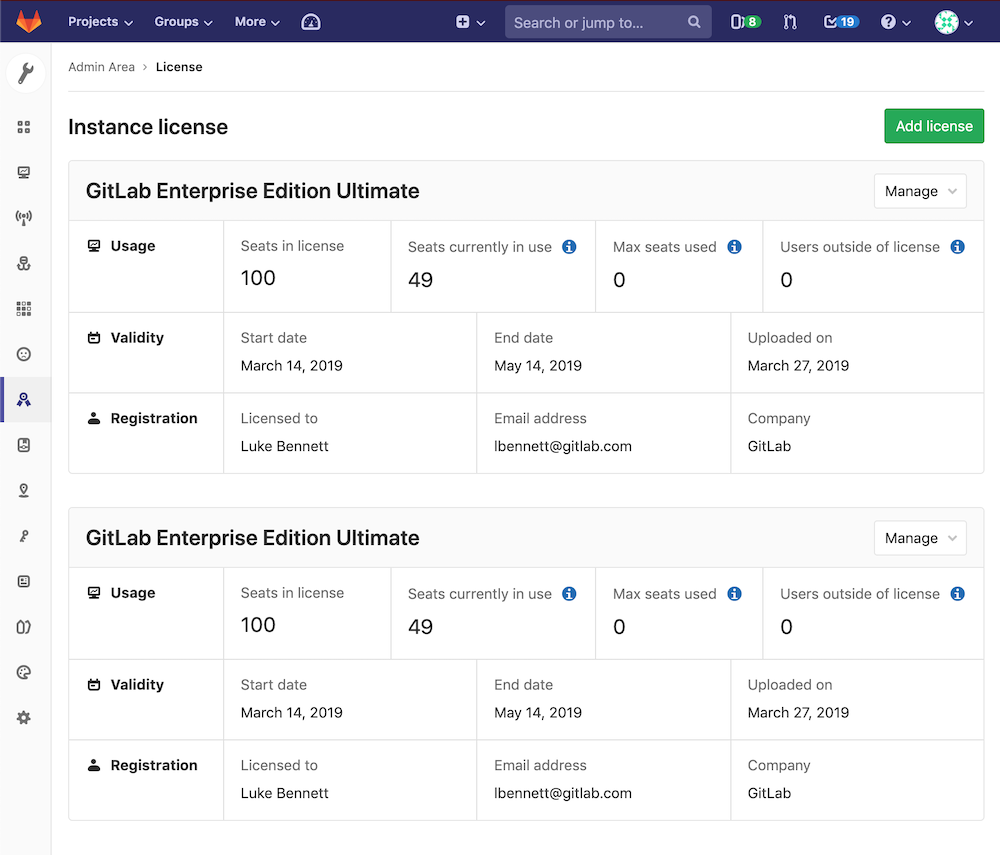 Projects Groups More Search or jump to... 8 19
Admin Area › License
Instance license Add license
GitLab Enterprise Edition Ultimate Manage
Usage Seats in license Seats currently in use Max seats used Users outside of license
100 49 0 0
Validity Start date End date Uploaded on
March 14, 2019 May 14, 2019 March 27, 2019
Registration Licensed to Email address Company
Luke Bennett lbennett@gitlab.com GitLab
GitLab Enterprise Edition Ultimate Manage
Usage Seats in license Seats currently in use Max seats used Users outside of license
100 49 0 0
Validity Start date End date Uploaded on
March 14, 2019 May 14, 2019 March 27, 2019
Registration Licensed to Email address Company
Luke Bennett lbennett@gitlab.com GitLab